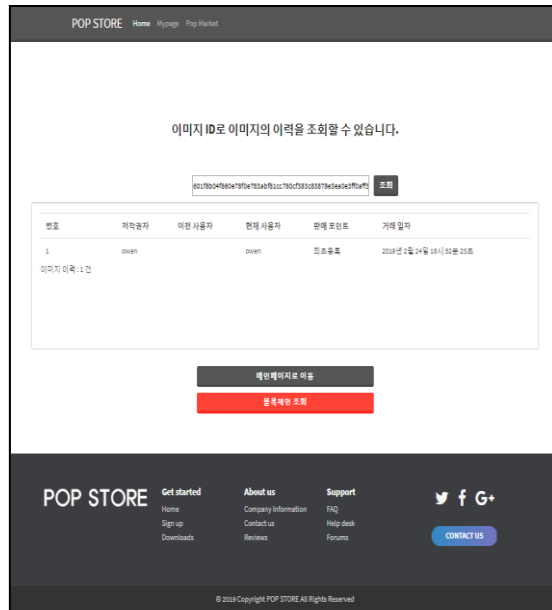 POP STORE Home Mypage Pop Market
이미지 ID로 이미지의 이력을 조회할 수 있습니다.
조회
번호 저작권자 이전 사용자 현재 사용자 판매 포인트 거래 일자
1 owen owen 최초등록 2019년 2월 24일 18시 32분 23초
이미지 이력 : 1 건
메인페이지로 이동
블록체인 조회
POP STORE
Get started
Home
Sign up
Downloads
About us
Company Information
Contact us
Reviews
Support
FAQ
Help desk
Forums
CONTACT US
© 2019 Copyright POP STORE All Rights Reserved